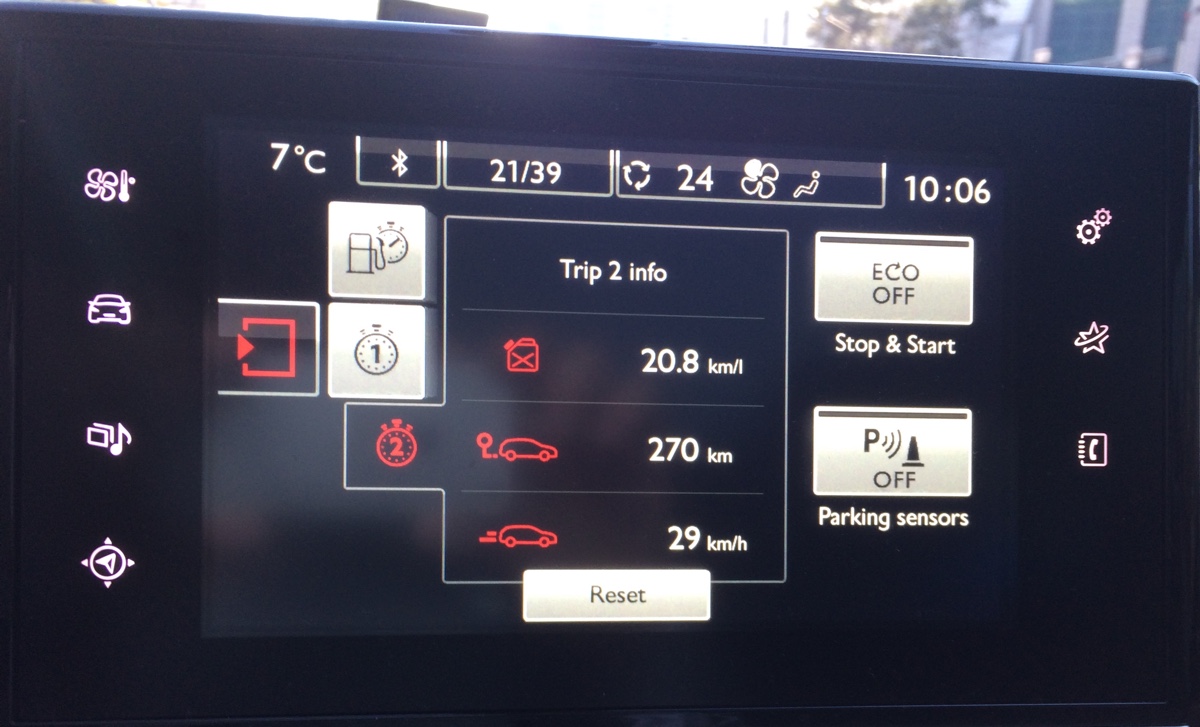 7°C
21/39
24
10:06
Trip 2 info
1
20.8 km/l
2
270 km
29 km/h
Reset
ECO
OFF
Stop & Start
P
OFF
Parking sensors